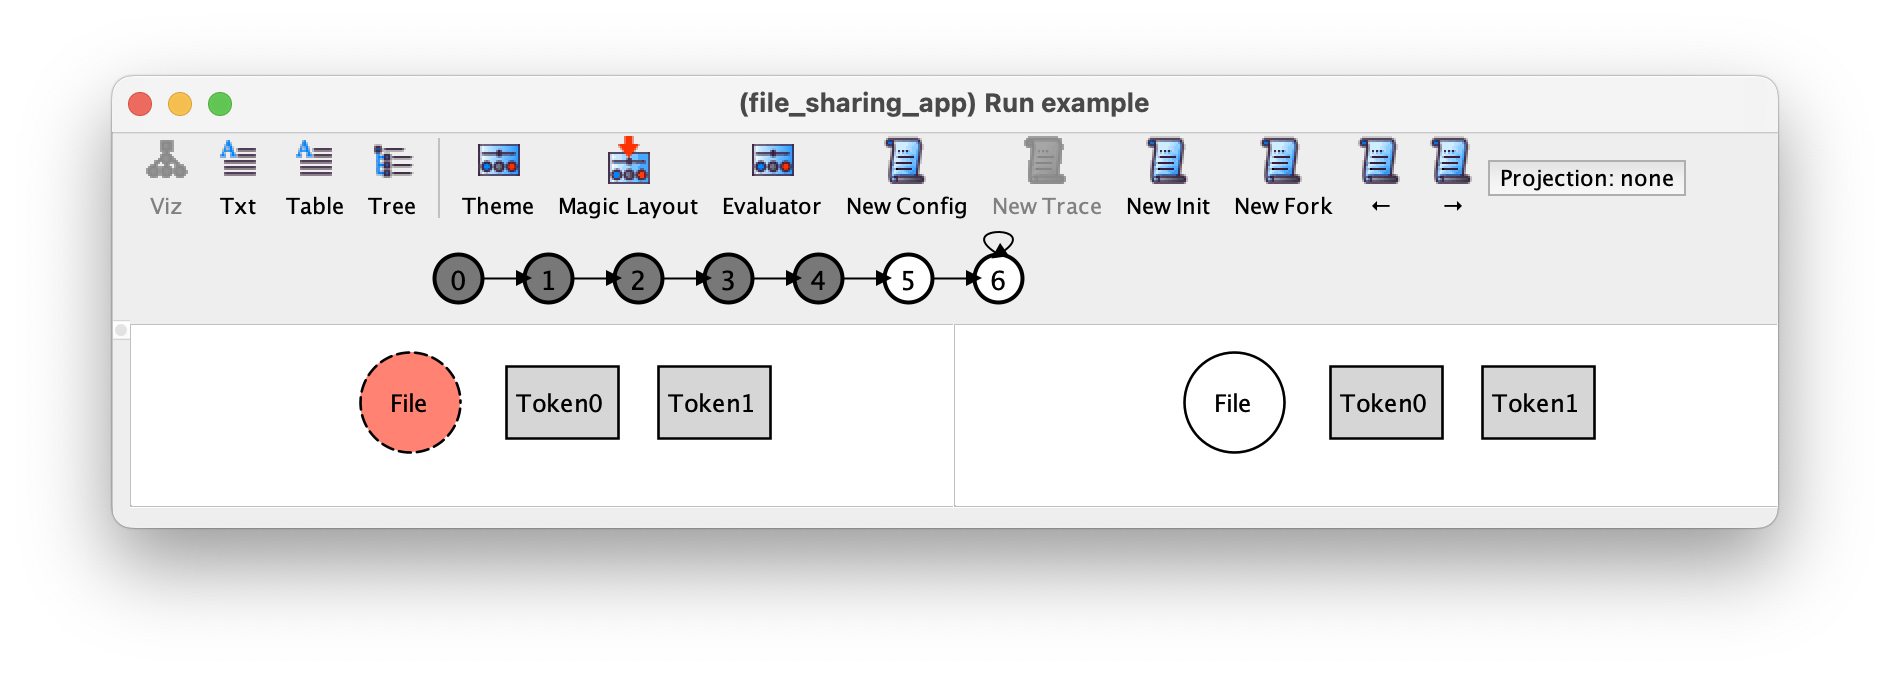 (file_sharing_app) Run example
Viz Txt Table Tree Theme Magic Layout Evaluator New Config New Trace New Init New Fork ← → Projection: none
0 1 2 3 4 5 6
File Token0 Token1 File Token0 Token1